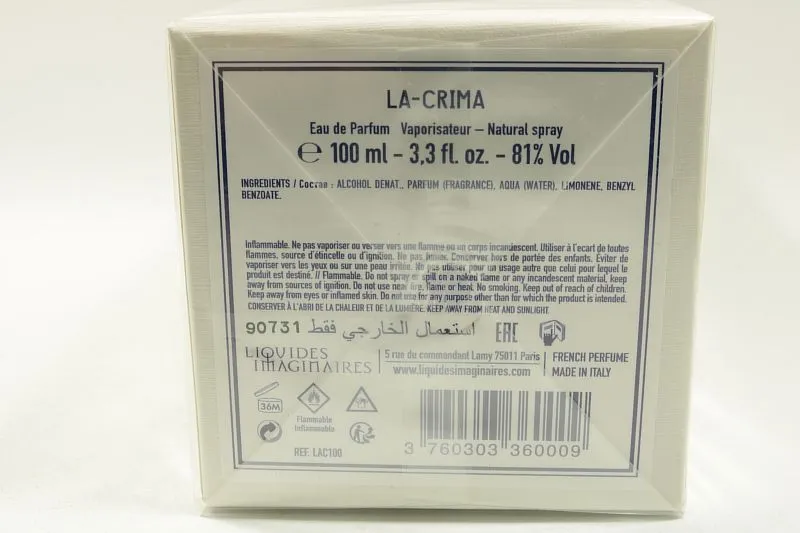 LA-CRIMA
Eau de Parfum Vaporisateur – Natural spray
℮ 100 ml – 3,3 fl. oz. – 81% Vol
INGREDIENTS / Состав : ALCOHOL DENAT., PARFUM (FRAGRANCE), AQUA (WATER), LIMONENE, BENZYL
BENZOATE.
Inflammable. Ne pas vaporiser ou verser vers une flamme ou un corps incandescent. Utiliser à l'ecart de toutes
flammes, source d'étincelle ou d'ignition. Ne pas fumer. Conserver hors de portée des enfants. Éviter de
vaporiser vers les yeux ou sur une peau irritée. Ne pas utiliser pour un usage autre que celui pour lequel le
produit est destiné. // Flammable. Do not spray or spill on a naked flame or any incandescent material, keep
away from sources of ignition. Do not use near fire, flame or heat. No smoking. Keep out of reach of children.
Keep away from eyes or inflamed skin. Do not use for any purpose other than for which the product is intended.
CONSERVER À L'ABRI DE LA CHALEUR ET DE LA LUMIÈRE. KEEP AWAY FROM HEAT AND SUNLIGHT.
90731 استعمال الخارجي فقط EAC
LIQUIDES
IMAGINAIRES
5 rue du commandant Lamy 75011 Paris
www.liquidesimaginaires.com
FRENCH PERFUME
MADE IN ITALY
36M
Flammable
Inflammable
REF. LAC100
3 760303 360009